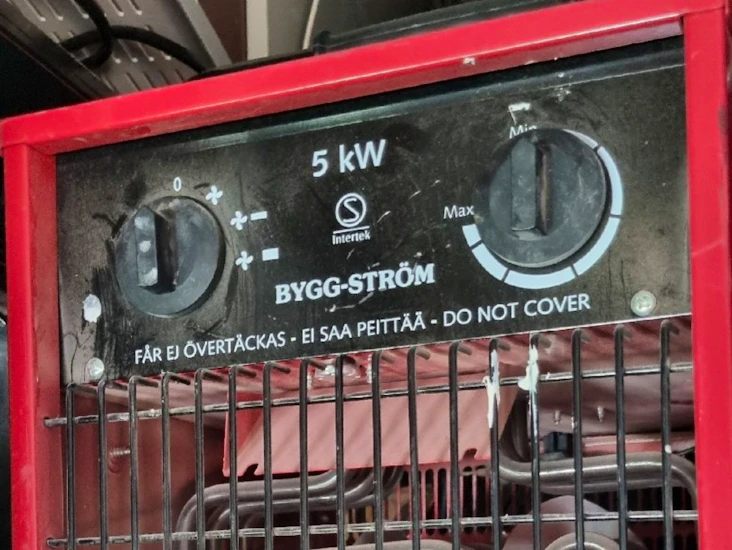 5 kW
Min
0
S
Intertek
Max
BYGG-STRÖM
FÅR EJ ÖVERTÄCKAS - EI SAA PEITTÄÄ - DO NOT COVER